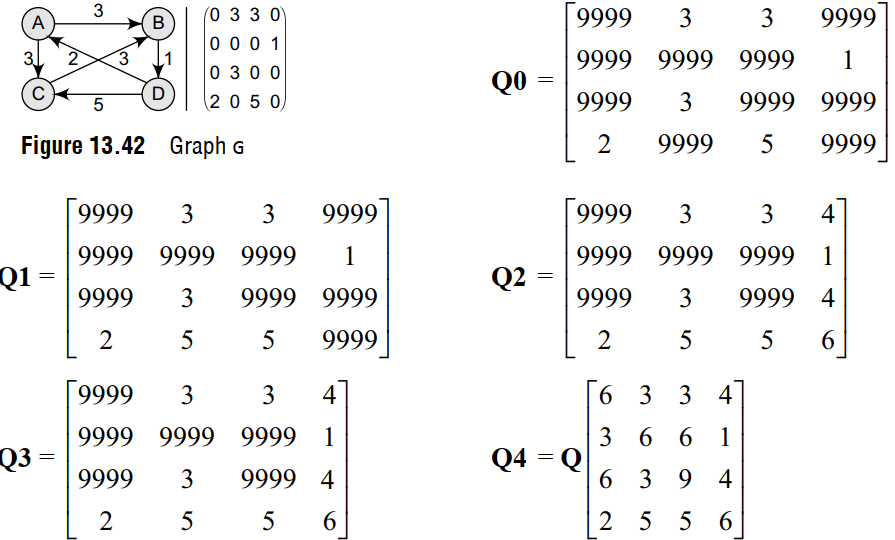 A 3 B
3 2 3 1
C 5 D
0 3 3 0
0 0 0 1
0 3 0 0
2 0 5 0
Figure 13.42 Graph G
Q0 =
9999 3 3 9999
9999 9999 9999 1
9999 3 9999 9999
2 9999 5 9999
Q1 =
9999 3 3 9999
9999 9999 9999 1
9999 3 9999 9999
2 5 5 9999
Q2 =
9999 3 3 4
9999 9999 9999 1
9999 3 9999 4
2 5 5 6
Q3 =
9999 3 3 4
9999 9999 9999 1
9999 3 9999 4
2 5 5 6
Q4 = Q
6 3 3 4
3 6 6 1
6 3 9 4
2 5 5 6